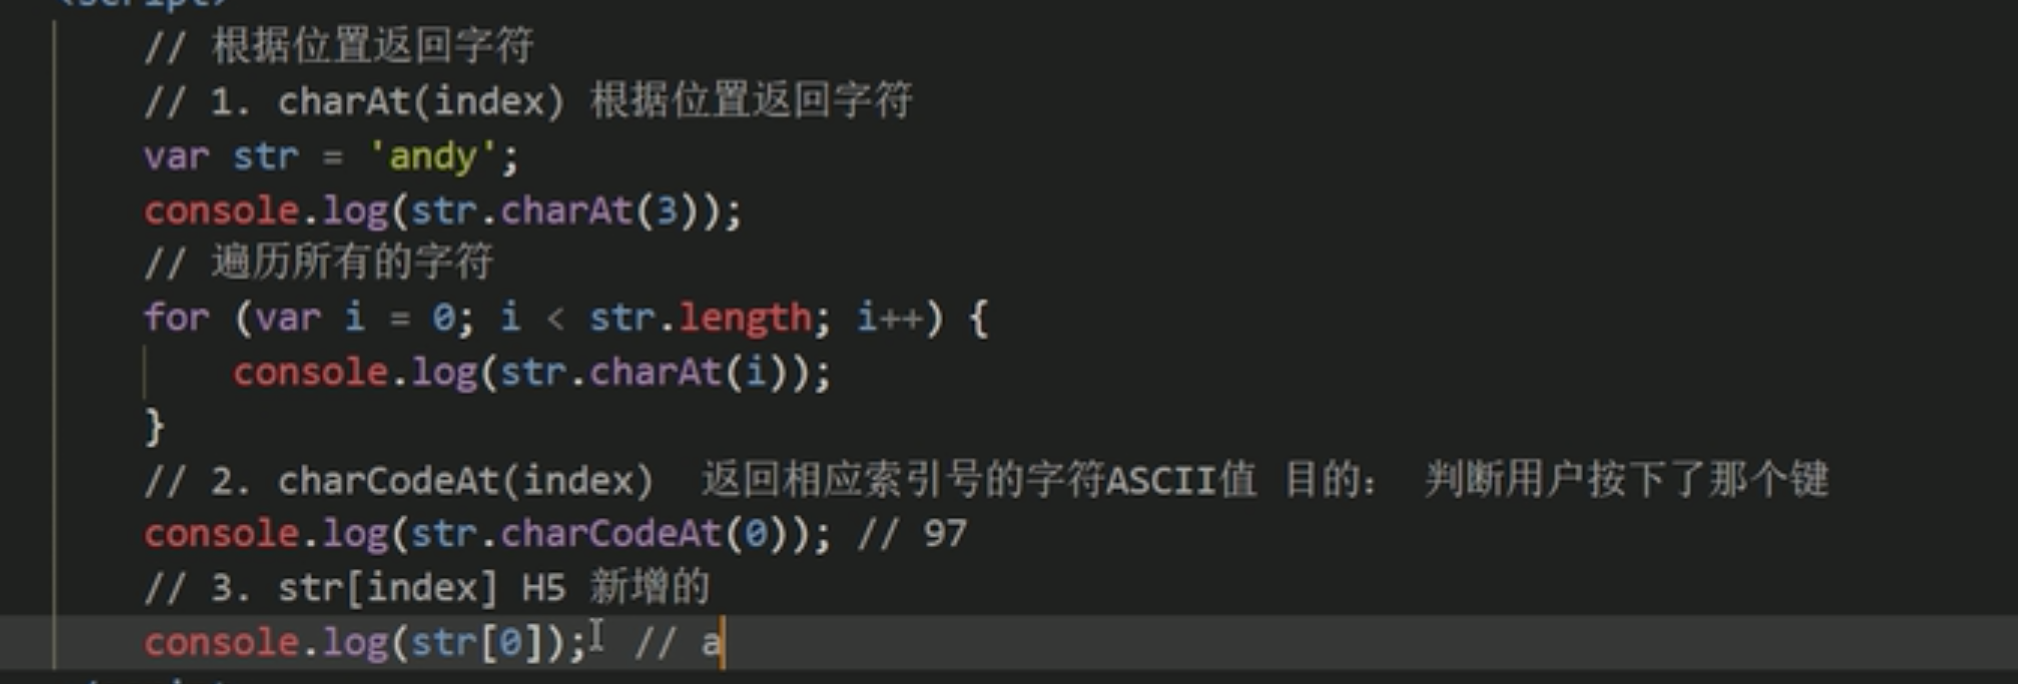 <script>
// 根据位置返回字符
// 1. charAt(index) 根据位置返回字符
var str = 'andy';
console.log(str.charAt(3));
// 遍历所有的字符
for (var i = 0; i < str.length; i++) {
console.log(str.charAt(i));
}
// 2. charCodeAt(index) 返回相应索引号的字符ASCII值 目的: 判断用户按下了那个键
console.log(str.charCodeAt(0)); // 97
// 3. str[index] H5 新增的
console.log(str[0]); // a